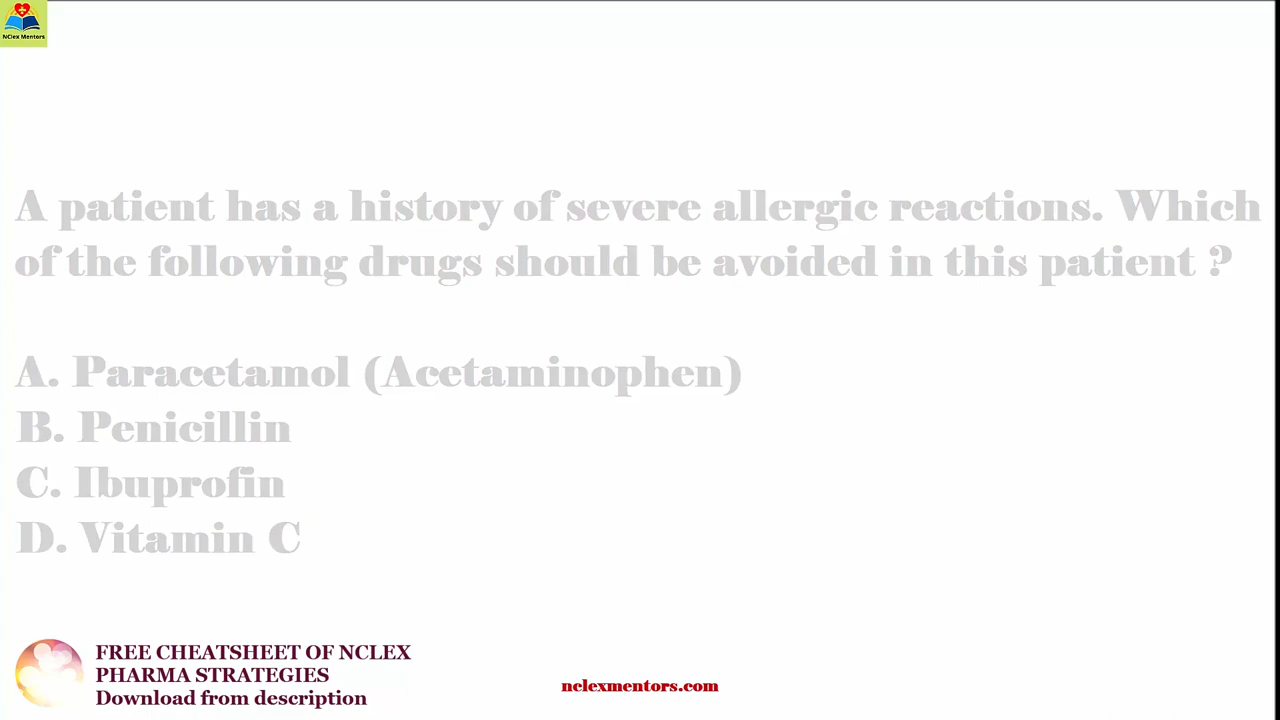 NClex Mentors
A patient has a history of severe allergic reactions. Which
of the following drugs should be avoided in this patient ?
A. Paracetamol (Acetaminophen)
B. Penicillin
C. Ibuprofin
D. Vitamin C
FREE CHEATSHEET OF NCLEX
PHARMA STRATEGIES
Download from description
nclexmentors.com